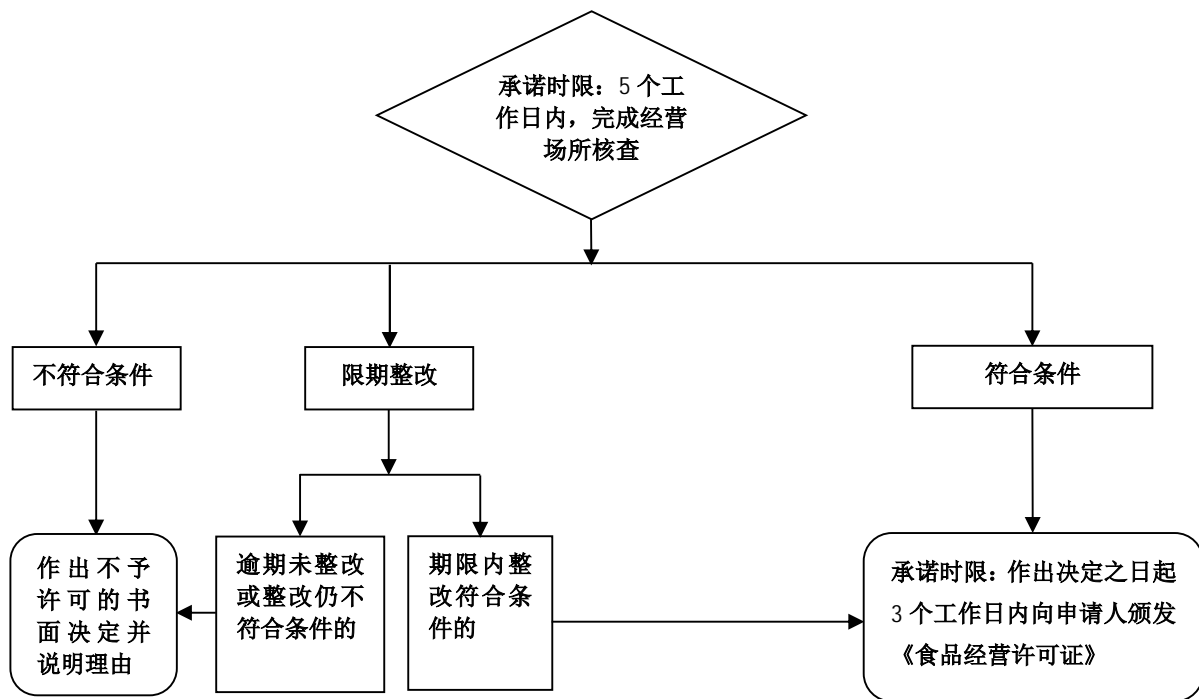 承诺时限：5 个工
作日内，完成经营
场所核查
不符合条件
限期整改
符合条件
作出不予
许可的书
面决定并
说明理由
逾期未整改
或整改仍不
符合条件的
期限内整
改符合条
件的
承诺时限：作出决定之日起
3 个工作日内向申请人颁发
《食品经营许可证》